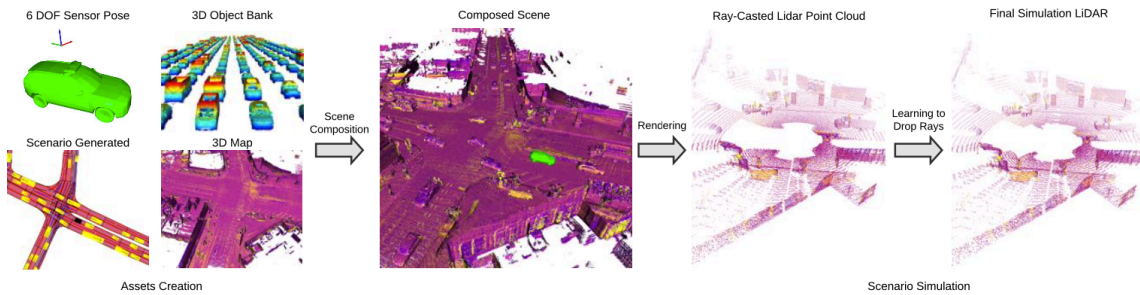 6 DOF Sensor Pose
3D Object Bank
Composed Scene
Ray-Casted Lidar Point Cloud
Final Simulation LiDAR
Scenario Generated
3D Map
Scene
Composition
Rendering
Learning to
Drop Rays
Assets Creation
Scenario Simulation